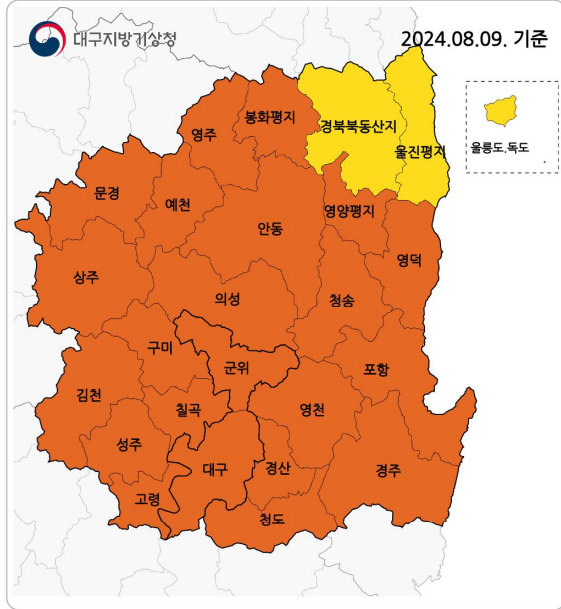 대구지방기상청
2024.08.09. 기준
봉화평지
경북북동산지
영주
울진평지
울릉도.독도
문경
예천
영양평지
안동
영덕
상주
의성
청송
구미
군위
포항
김천
칠곡
영천
성주
대구
경산
경주
고령
청도